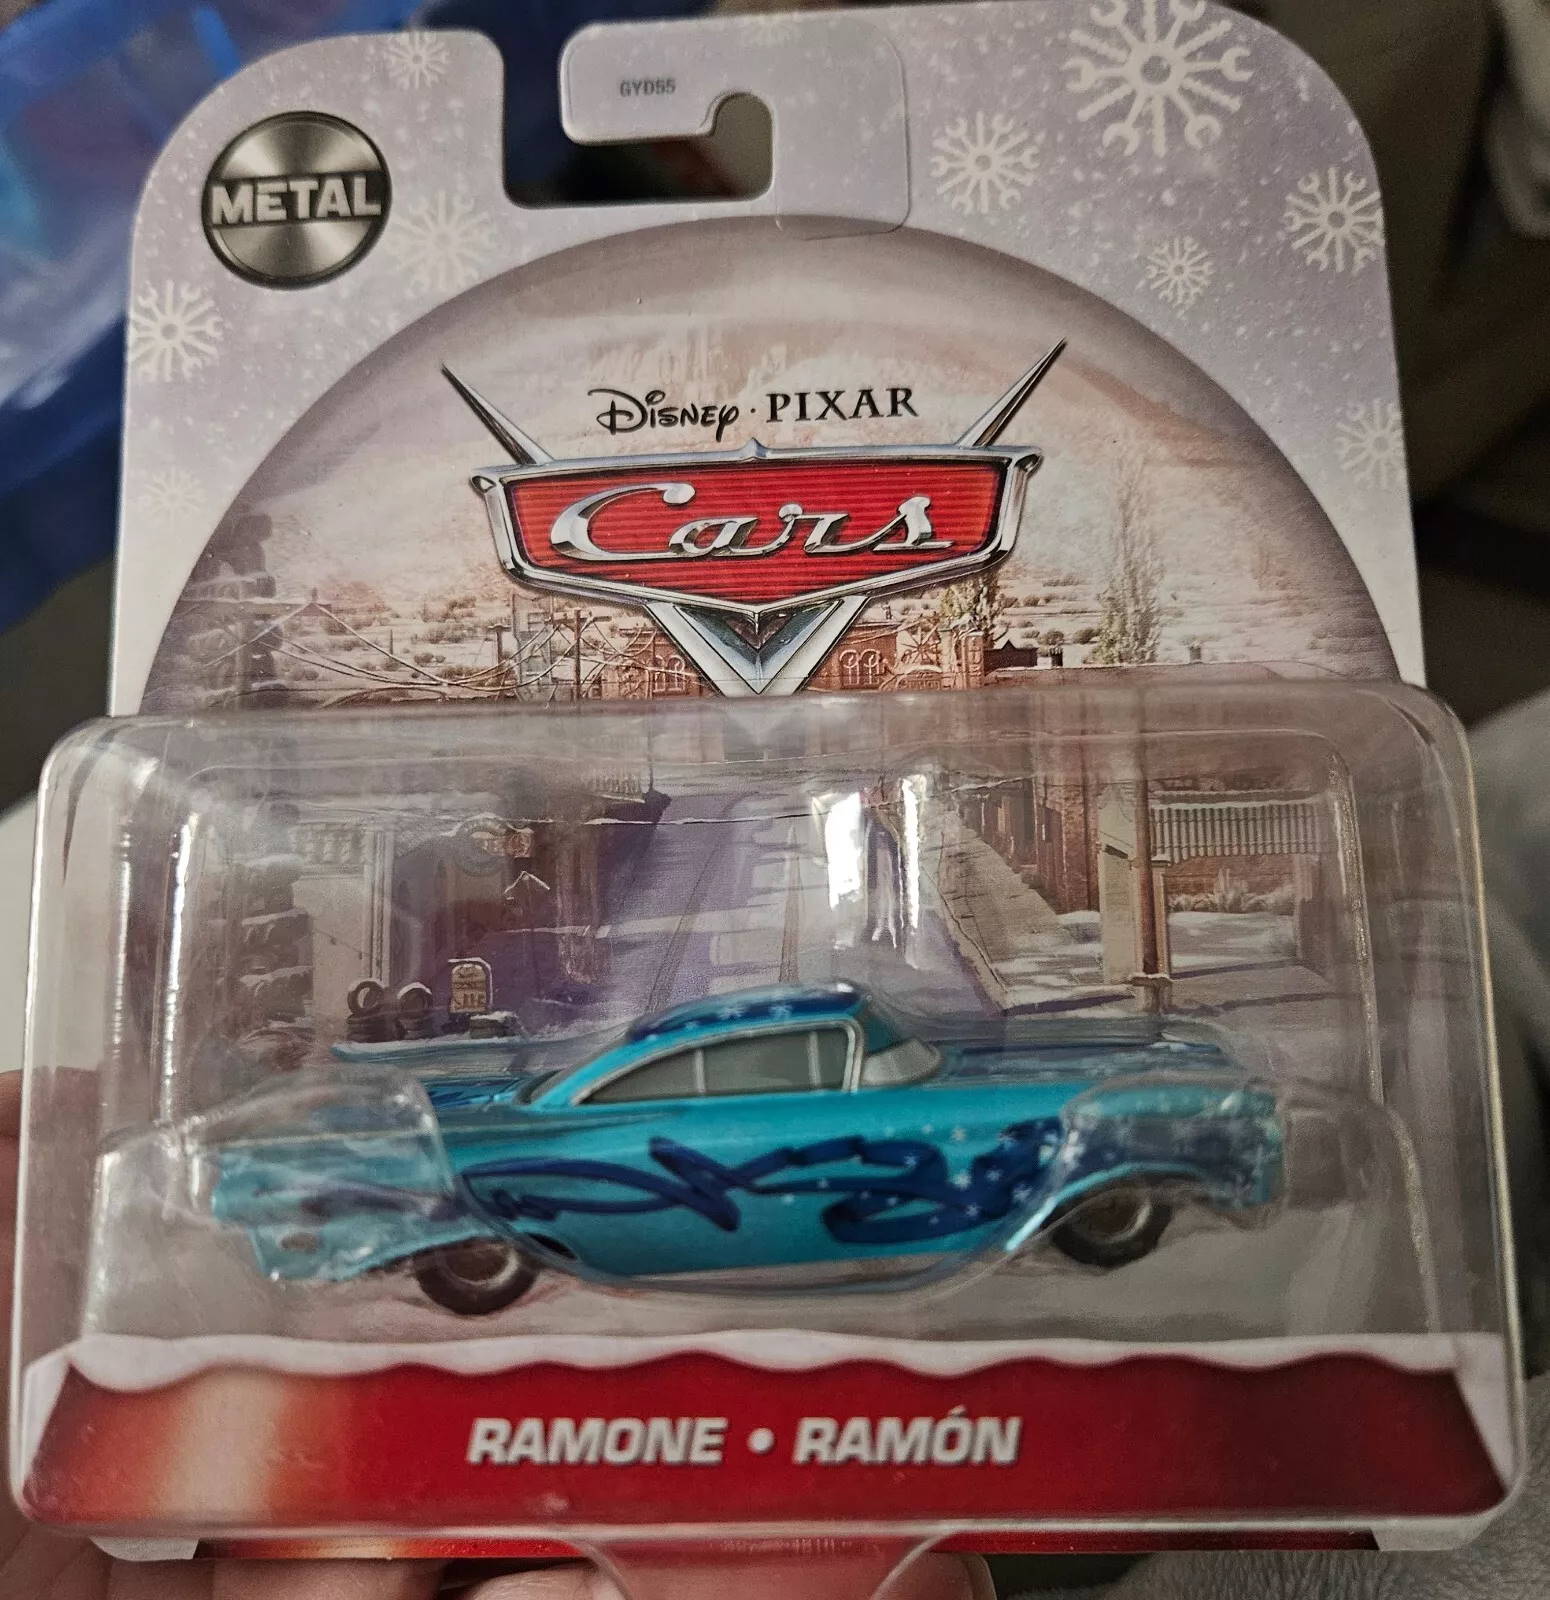 GYD55
METAL
Disney · PIXAR
Cars
RAMONE • RAMÓN